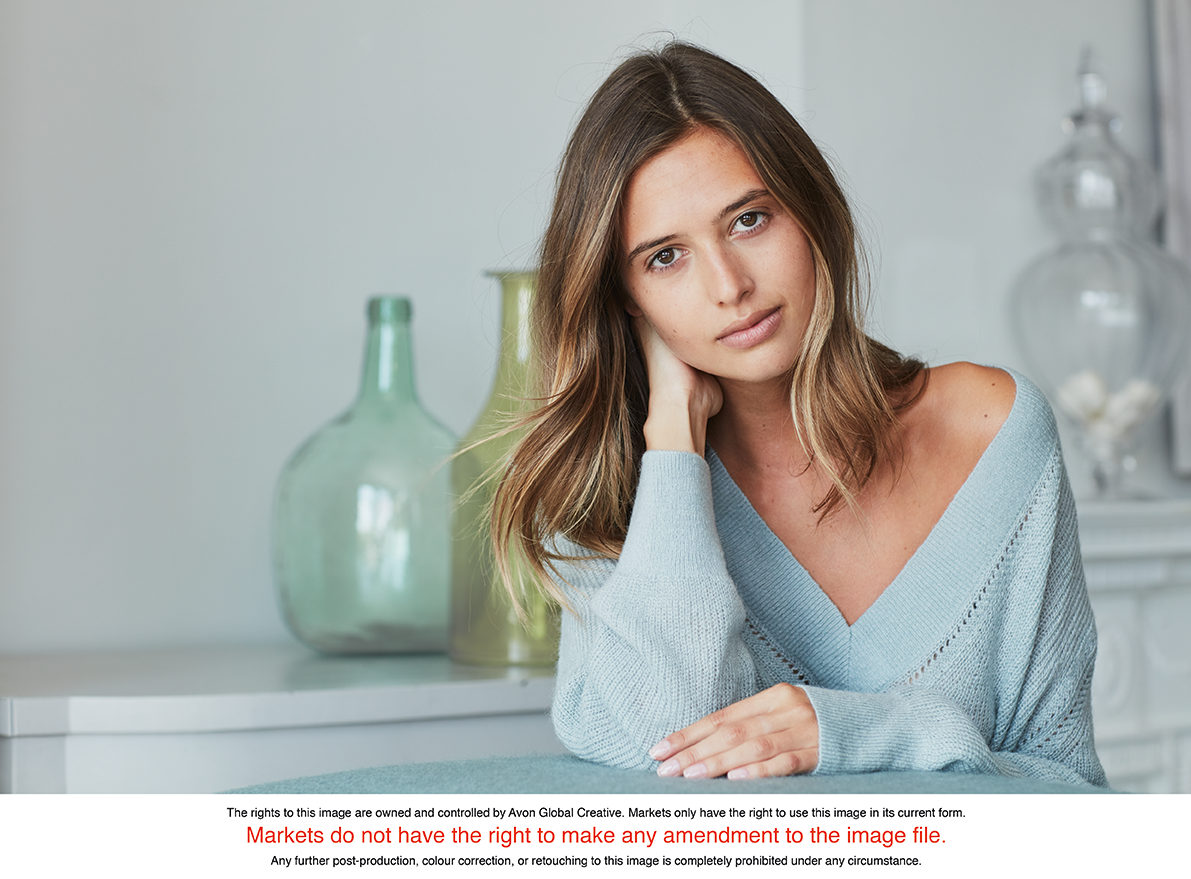 The rights to this image are owned and controlled by Avon Global Creative. Markets only have the right to use this image in its current form.
Markets do not have the right to make any amendment to the image file.
Any further post-production, colour correction, or retouching to this image is completely prohibited under any circumstance.